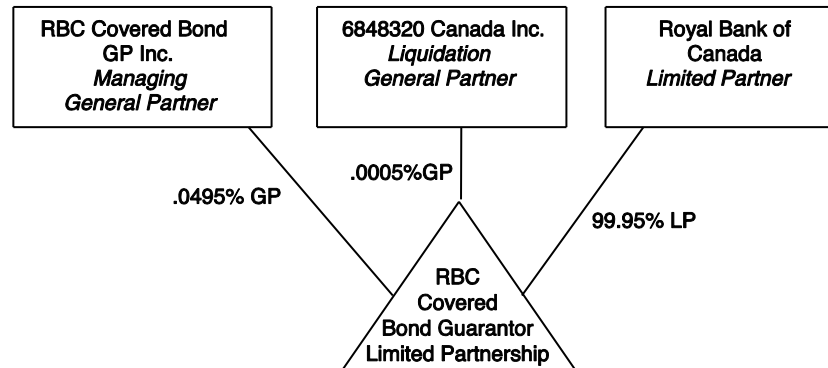 RBC Covered Bond
GP Inc.
Managing
General Partner
6848320 Canada Inc.
Liquidation
General Partner
Royal Bank of
Canada
Limited Partner
.0495% GP
.0005%GP
99.95% LP
RBC
Covered
Bond Guarantor
Limited Partnership